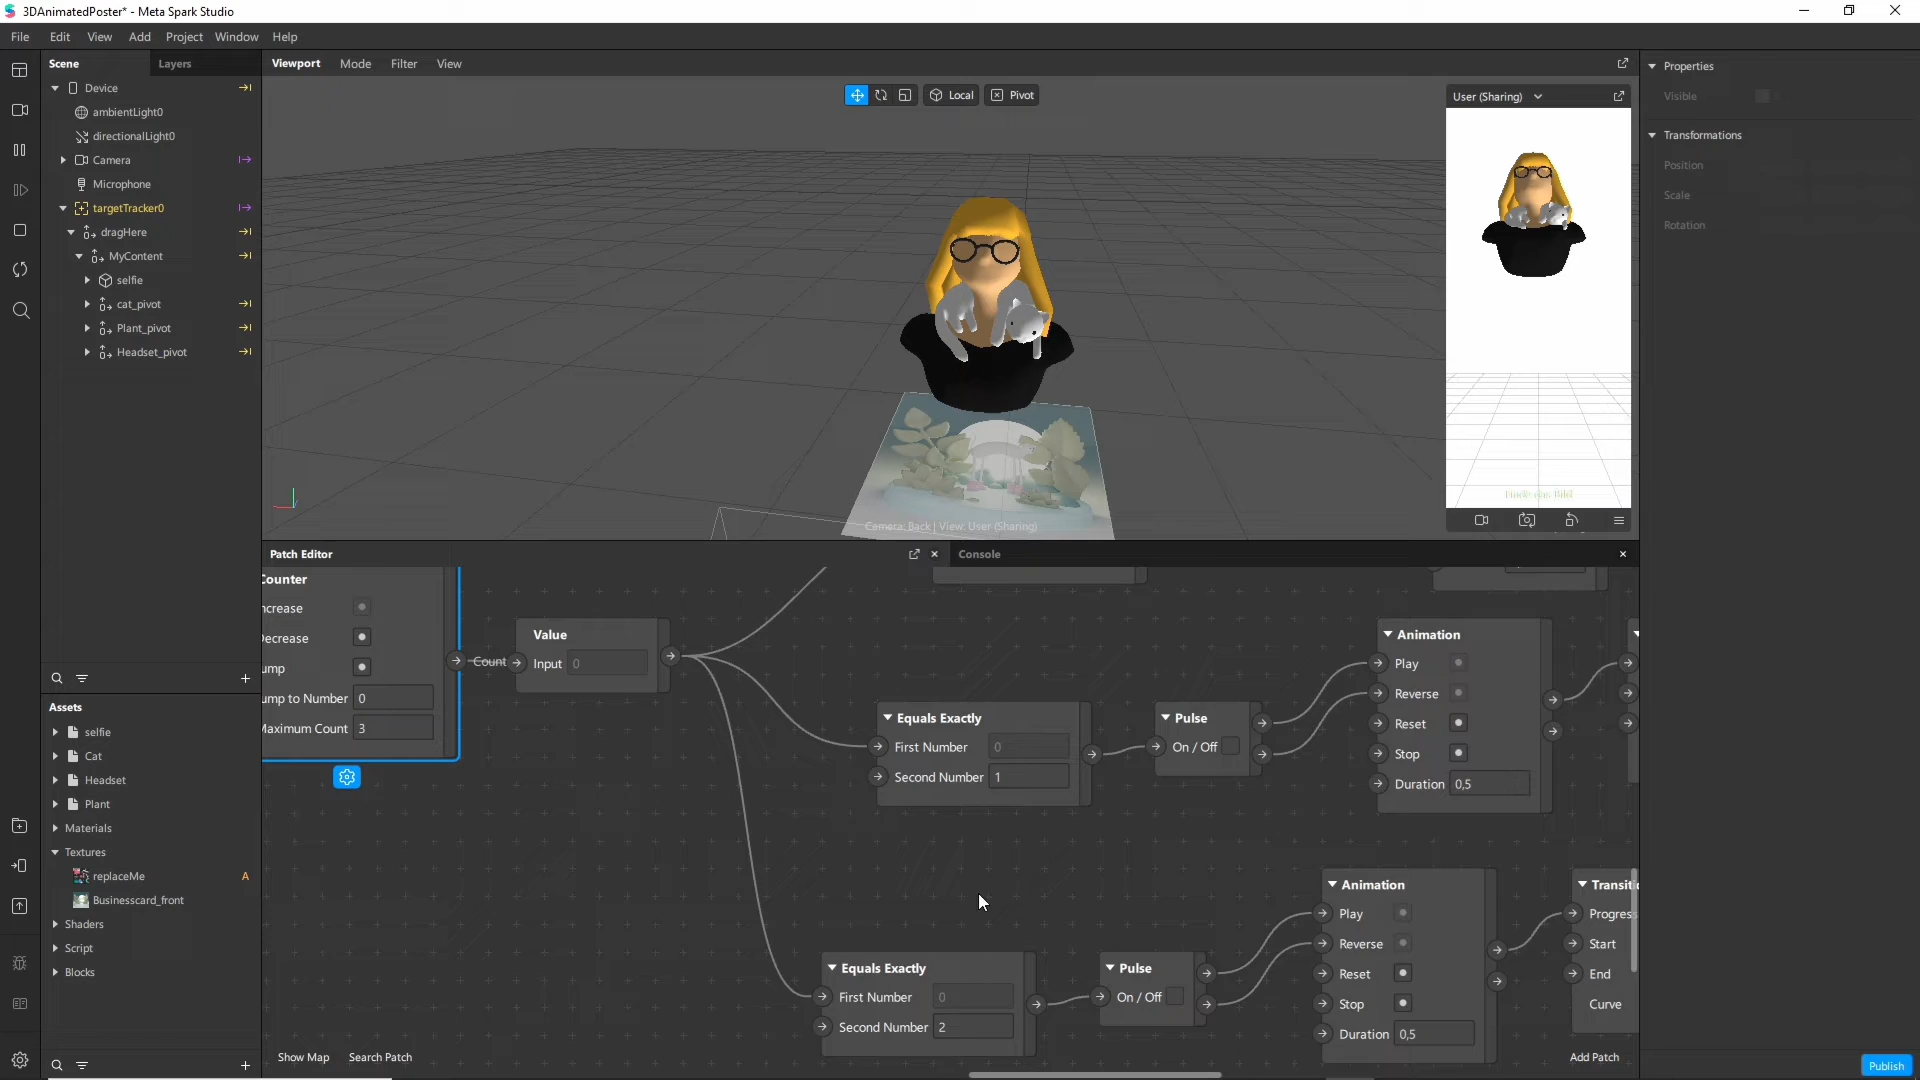 3DAnimatedPoster* - Meta Spark Studio
File Edit View Add Project Window Help
Scene Layers
Device
ambientLight0
directionalLight0
Camera
Microphone
targetTracker0
dragHere
MyContent
selfie
cat_pivot
Plant_pivot
Headset_pivot
Assets
selfie
Cat
Headset
Plant
Materials
Textures
replaceMe A
Businesscard_front
Shaders
Script
Blocks
Viewport Mode Filter View
Local Pivot
Camera: Back | View: User (Sharing)
User (Sharing)
Finde das Bild
Patch Editor
Console
Counter
ncrease
Decrease
ump
ump to Number 0
Maximum Count 3
Count
Value
Input 0
Equals Exactly
First Number 0
Second Number 1
Pulse
On / Off
Animation
Play
Reverse
Reset
Stop
Duration 0,5
Equals Exactly
First Number 0
Second Number 2
Pulse
On / Off
Animation
Play
Reverse
Reset
Stop
Duration 0,5
Transiti
Progres
Start
End
Curve
Show Map Search Patch
Add Patch
Properties
Visible
Transformations
Position
Scale
Rotation
Publish